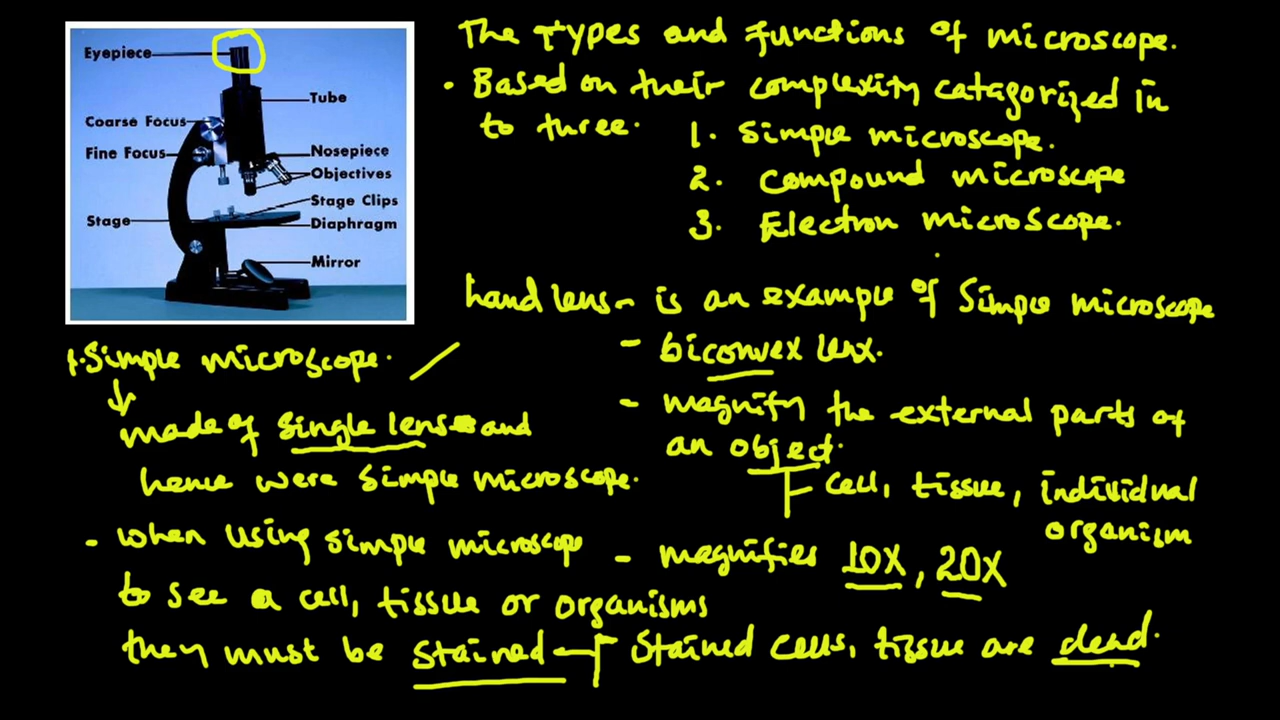 Eyepiece
Tube
Coarse Focus
Fine Focus
Nosepiece
Objectives
Stage Clips
Stage
Diaphragm
Mirror
The Types and functions of microscope.
• Based on their complexity catagorized in
to three.
1. Simple microscope.
2. Compound microscope
3. Electron microscope.
hand lens - is an example of Simple microscope
- biconvex lenx.
- magnify the external parts of
an object.
cell, tissue, individual
organism
- magnifies 10X, 20X
1. Simple microscope.
made of single lens and
hence were simple microscope.
- when using simple microscope
to see a cell, tissue or organisms
they must be stained
Stained cells, tissue are dead.